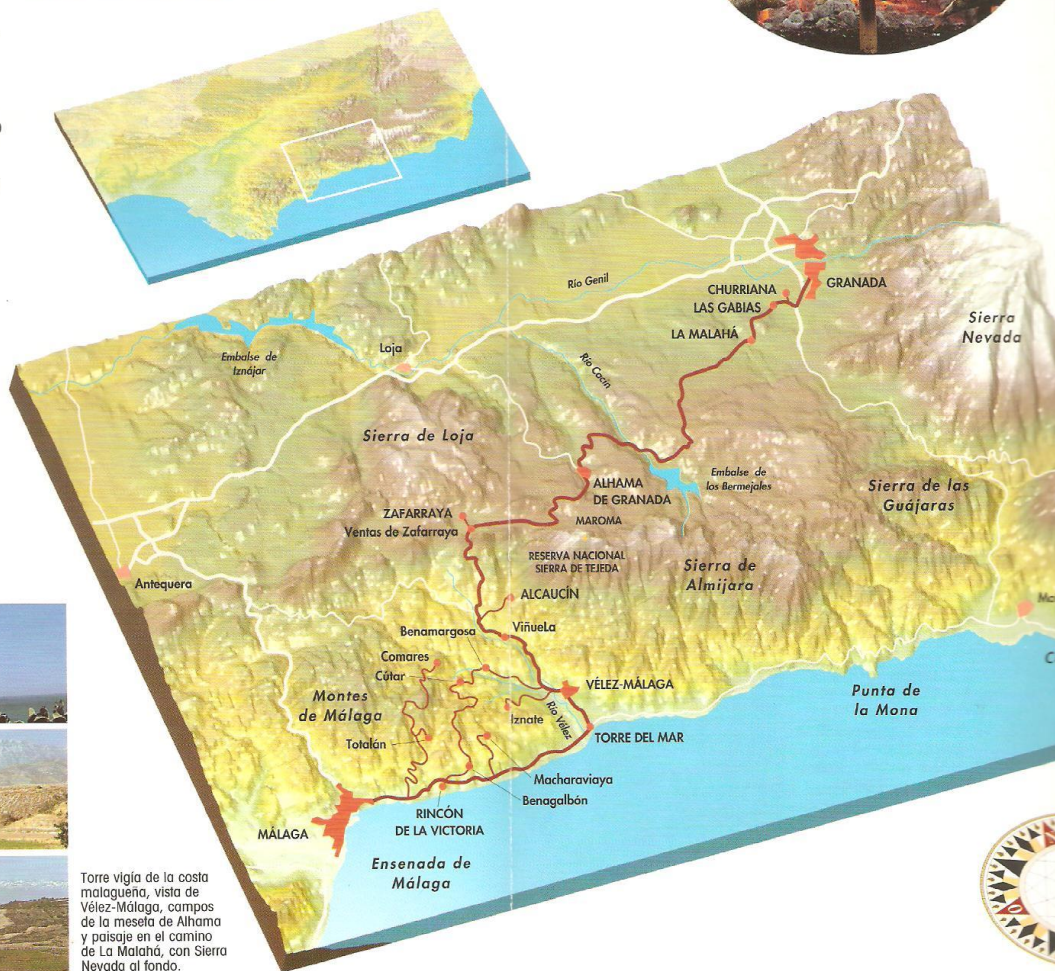 Río Genil
GRANADA
CHURRIANA
LAS GABIAS
LA MALAHÁ
Sierra
Nevada
Embalse de
Iznájar
Loja
Río Cacín
Sierra de Loja
ALHAMA
DE GRANADA
Embalse de
los Bermejales
Sierra de las
Guájaras
ZAFARRAYA
Ventas de Zafarraya
MAROMA
RESERVA NACIONAL
SIERRA DE TEJEDA
Sierra de
Almijara
Antequera
ALCAUCÍN
Benamargosa
ViñueLa
Comares
Cútar
VÉLEZ-MÁLAGA
Montes
de Málaga
Iznate
Río Vélez
Punta de
la Mona
Totalán
TORRE DEL MAR
Macharaviaya
Benagalbón
RINCÓN
DE LA VICTORIA
MÁLAGA
Ensenada de
Málaga
Torre vigía de la costa
malagueña, vista de
Vélez-Málaga, campos
de la meseta de Alhama
y paisaje en el camino
de La Malahá, con Sierra
Nevada al fondo.